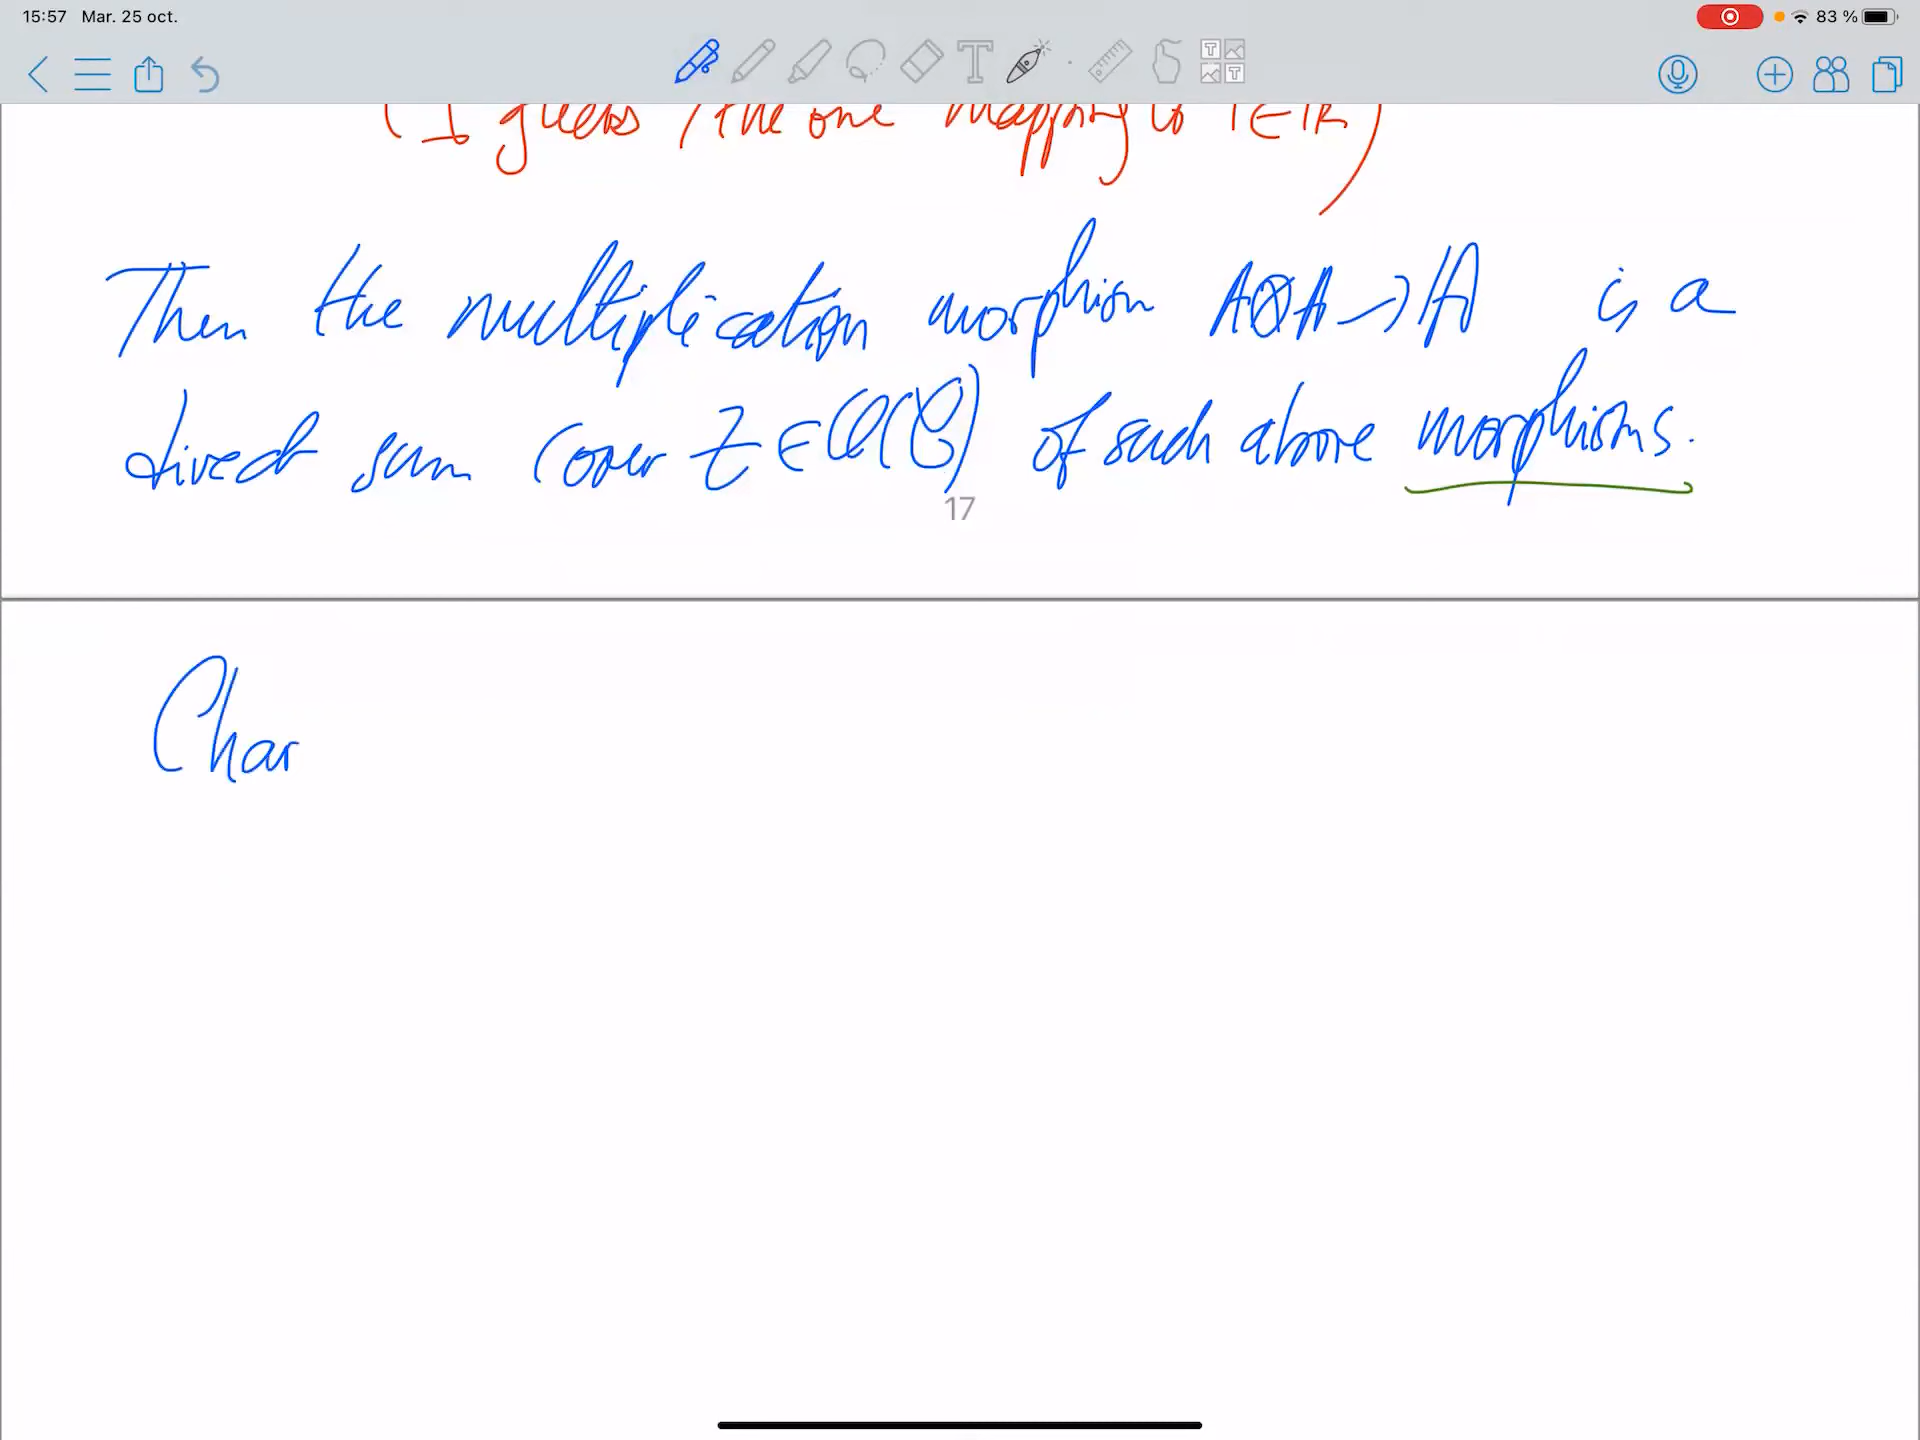 15:57 Mar. 25 oct. 83 %
(I guess, the one mapping to 1∈k)
Then the multiplication morphism A⊗A→A is a
direct sum (over Z∈O(C) of such above morphisms.
17
Char